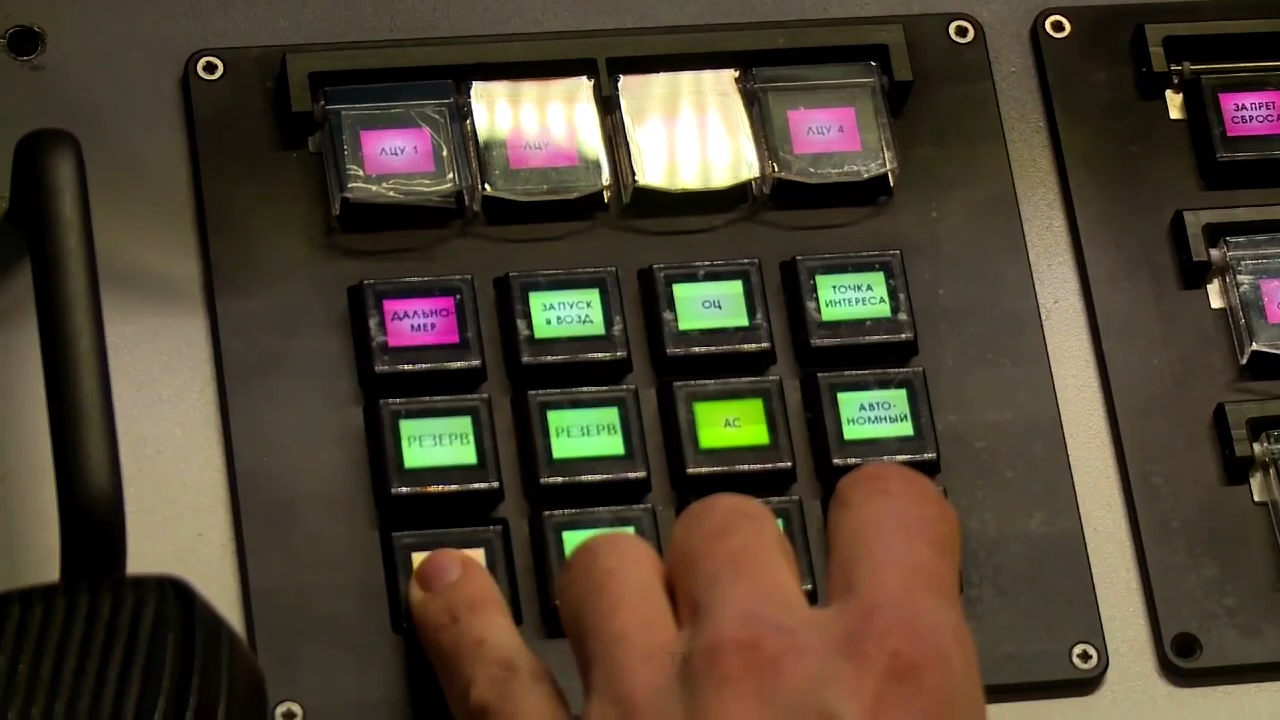 ЛЦУ 1
ЛЦУ
ЛЦУ 4
ЗАПРЕТ
СБРОСА
ДАЛЬНО-
МЕР
ЗАПУСК
в ВОЗД
ОЦ
ТОЧКА
ИНТЕРЕСА
РЕЗЕРВ
РЕЗЕРВ
АС
АВТО-
НОМНЫЙ